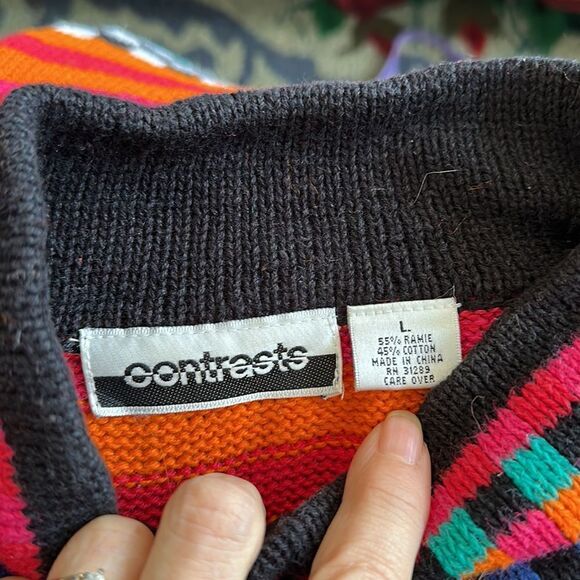 contrasts
L
55% RAMIE
45% COTTON
MADE IN CHINA
RN 31289
CARE OVER